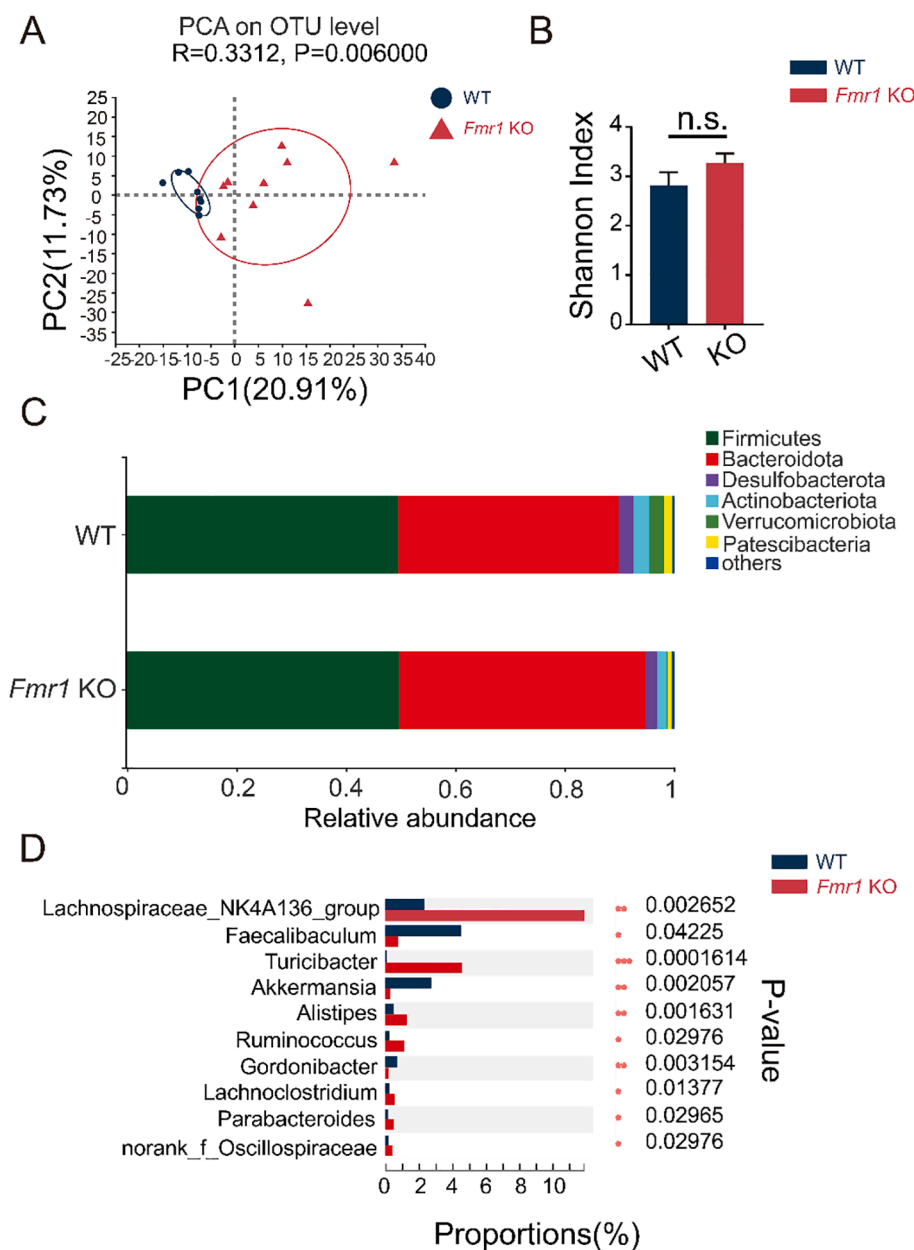 A
PCA on OTU level
R=0.3312, P=0.006000
WT
Fmr1 KO
25
20
15
10
5
0
-5
-10
-15
-20
-25
-30
-35
PC2(11.73%)
-25 -20 -15 -10 -5 0 5 10 15 20 25 30 35 40
PC1(20.91%)
B
WT
Fmr1 KO
n.s.
4
3
2
3
0
Shannon Index
WT KO
C
Firmicutes
Bacteroidota
Desulfobacterota
Actinobacteriota
Verrucomicrobiota
Patescibacteria
others
WT
Fmr1 KO
0 0.2 0.4 0.6 0.8 1
Relative abundance
D
WT
Fmr1 KO
Lachnospiraceae_NK4A136_group 0.002652
Faecalibaculum 0.04225
Turicibacter 0.0001614
Akkermansia 0.002057
Alistipes 0.001631
Ruminococcus 0.02976
Gordonibacter 0.003154
Lachnoclostridium 0.01377
Parabacteroides 0.02965
norank_f_Oscillospiraceae 0.02976
P-value
0 2 4 6 8 10
Proportions(%)